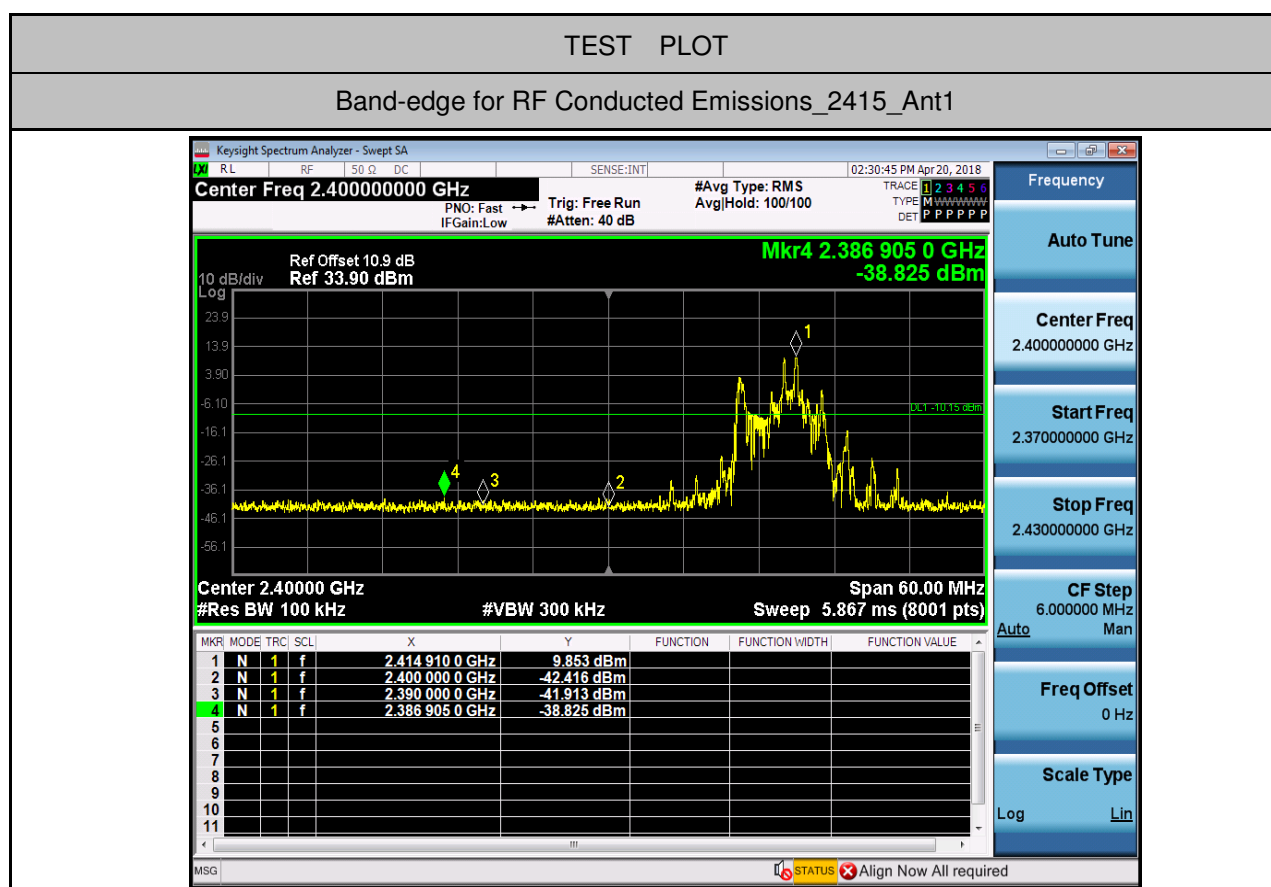 TEST PLOT
Band-edge for RF Conducted Emissions_2415_Ant1
Keysight Spectrum Analyzer - Swept SA
LXI RL RF 50 Ω DC SENSE:INT 02:30:45 PM Apr 20, 2018
Center Freq 2.400000000 GHz
PNO: Fast
IFGain:Low
Trig: Free Run
#Atten: 40 dB
#Avg Type: RMS
Avg|Hold: 100/100
TRACE 1 2 3 4 5 6
TYPE M WWWWW
DET P P P P P P
Mkr4 2.386 905 0 GHz
-38.825 dBm
Ref Offset 10.9 dB
10 dB/div Ref 33.90 dBm
Log
23.9
13.9
3.90
-6.10
-16.1
-26.1
-36.1
-46.1
-56.1
1
DL1 -10.15 dBm
4
3
2
Center 2.40000 GHz Span 60.00 MHz
#Res BW 100 kHz #VBW 300 kHz Sweep 5.867 ms (8001 pts)
MKR MODE TRC SCL X Y FUNCTION FUNCTION WIDTH FUNCTION VALUE
1 N 1 f 2.414 910 0 GHz 9.853 dBm
2 N 1 f 2.400 000 0 GHz -42.416 dBm
3 N 1 f 2.390 000 0 GHz -41.913 dBm
4 N 1 f 2.386 905 0 GHz -38.825 dBm
5
6
7
8
9
10
11
MSG STATUS Align Now All required
Frequency
Auto Tune
Center Freq
2.400000000 GHz
Start Freq
2.370000000 GHz
Stop Freq
2.430000000 GHz
CF Step
6.000000 MHz
Auto Man
Freq Offset
0 Hz
Scale Type
Log Lin